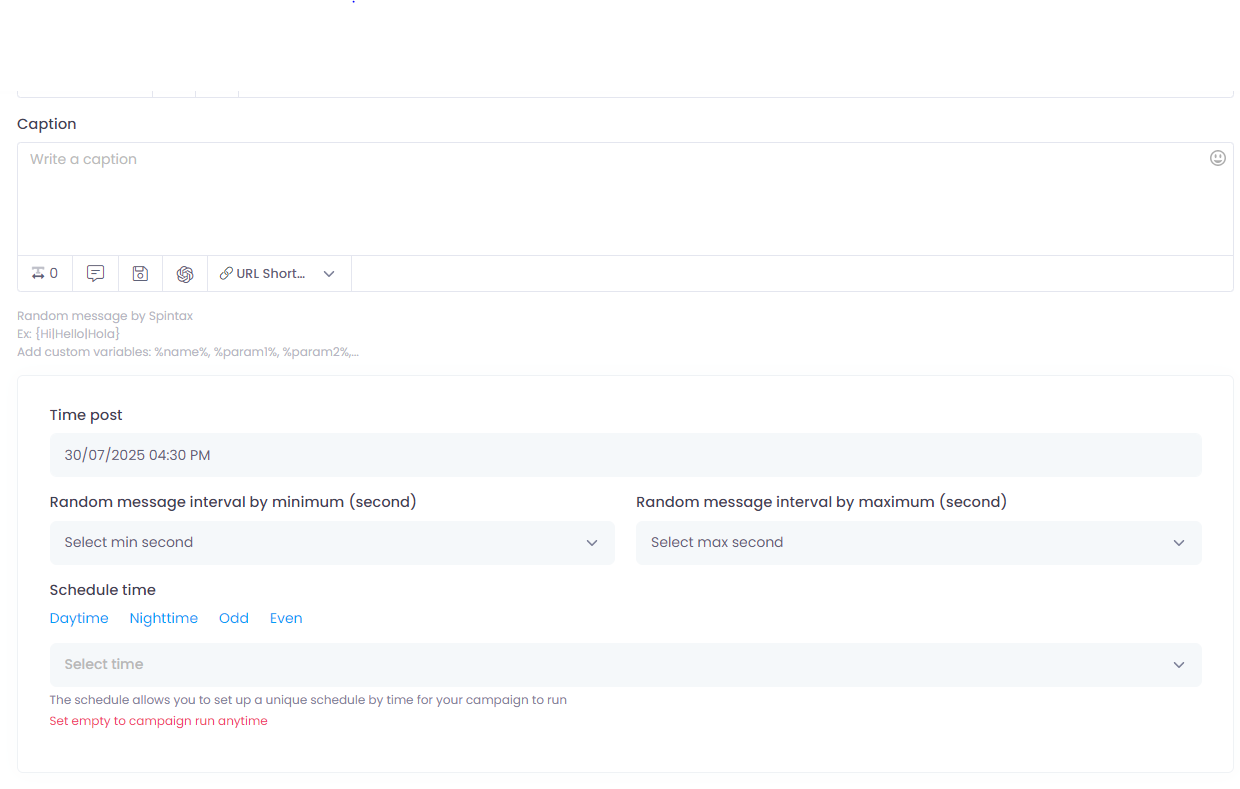 Caption
Write a caption
0
URL Short...
Random message by Spintax
Ex: {Hi|Hello|Hola}
Add custom variables: %name%, %param1%, %param2%,...
Time post
30/07/2025 04:30 PM
Random message interval by minimum (second)
Random message interval by maximum (second)
Select min second
Select max second
Schedule time
Daytime Nighttime Odd Even
Select time
The schedule allows you to set up a unique schedule by time for your campaign to run
Set empty to campaign run anytime